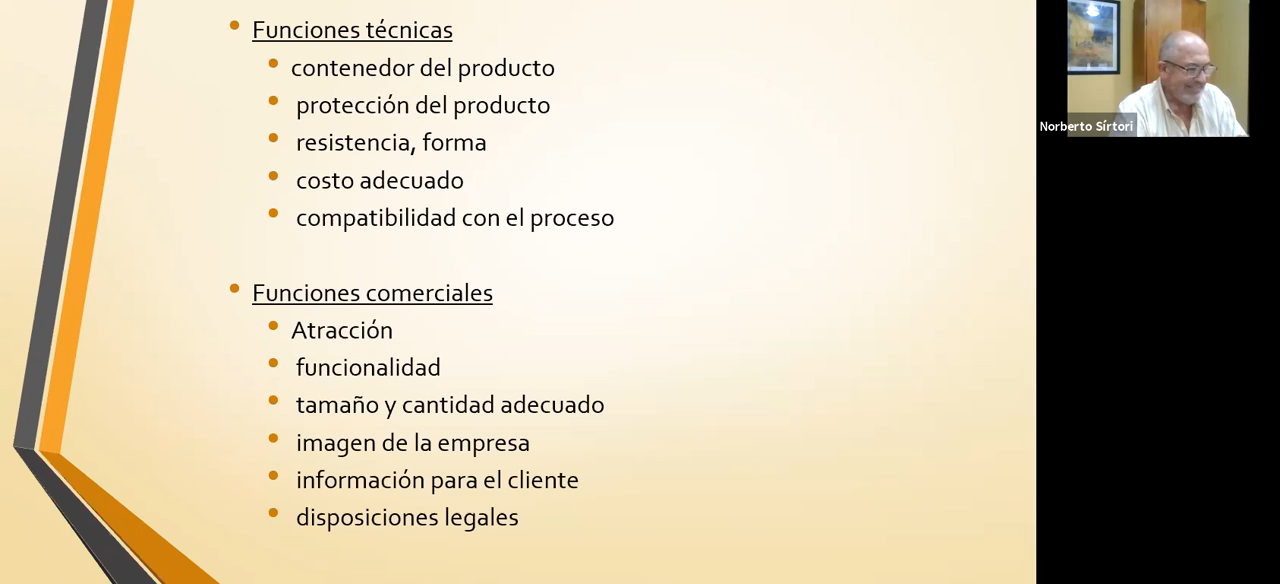 Funciones técnicas
contenedor del producto
protección del producto
resistencia, forma
costo adecuado
compatibilidad con el proceso
Funciones comerciales
Atracción
funcionalidad
tamaño y cantidad adecuado
imagen de la empresa
información para el cliente
disposiciones legales
Norberto Sírtori